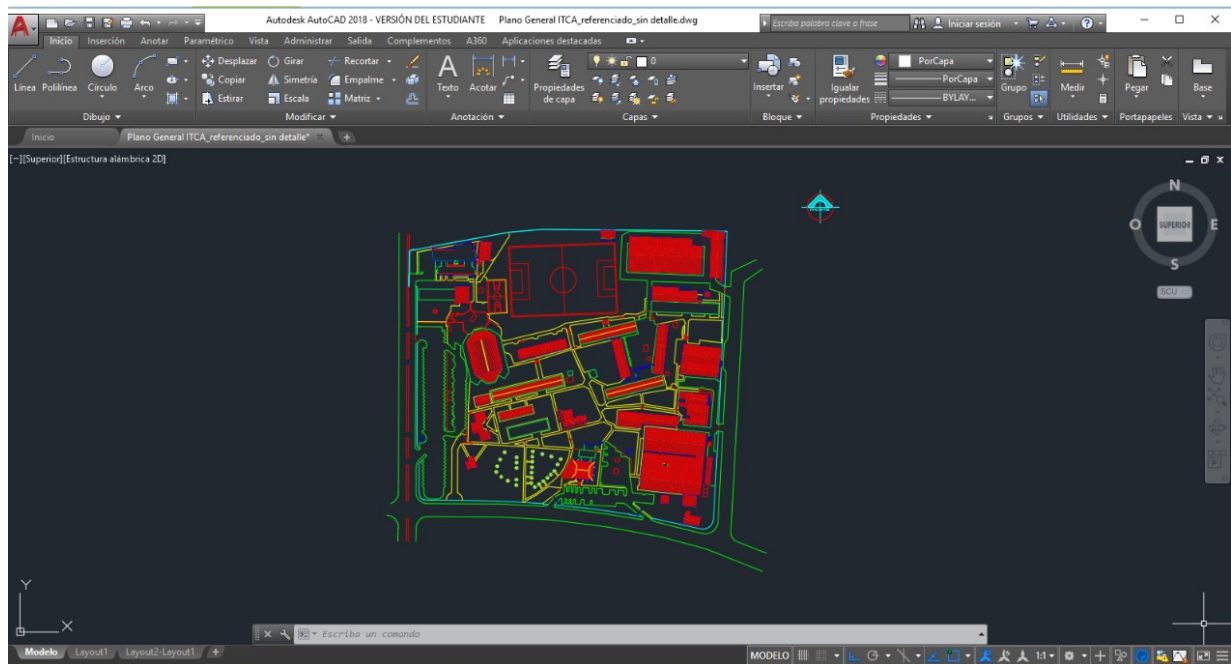 Autodesk AutoCAD 2018 - VERSIÓN DEL ESTUDIANTE Plano General ITCA_referenciado_sin detalle.dwg
Escriba palabra clave o frase
Iniciar sesión
Inicio Inserción Anotar Paramétrico Vista Administrar Salida Complementos A360 Aplicaciones destacadas
Línea Polilínea Círculo Arco
Desplazar Girar Recortar
Copiar Simetría Empalme
Estirar Escala Matriz
Texto Acotar
Propiedades de capa
0
Insertar
Igualar propiedades
PorCapa
PorCapa
BYLAY...
Grupo
Medir
Pegar
Base
Dibujo Modificar Anotación Capas Bloque Propiedades Grupos Utilidades Portapapeles Vista
Inicio Plano General ITCA_referenciado_sin detalle* +
[−][Superior][Estructura alámbrica 2D]
N
O SUPERIOR E
S
SCU
Y
X
Escriba un comando
Modelo Layout1 Layout2-Layout1 +
MODELO 1:1